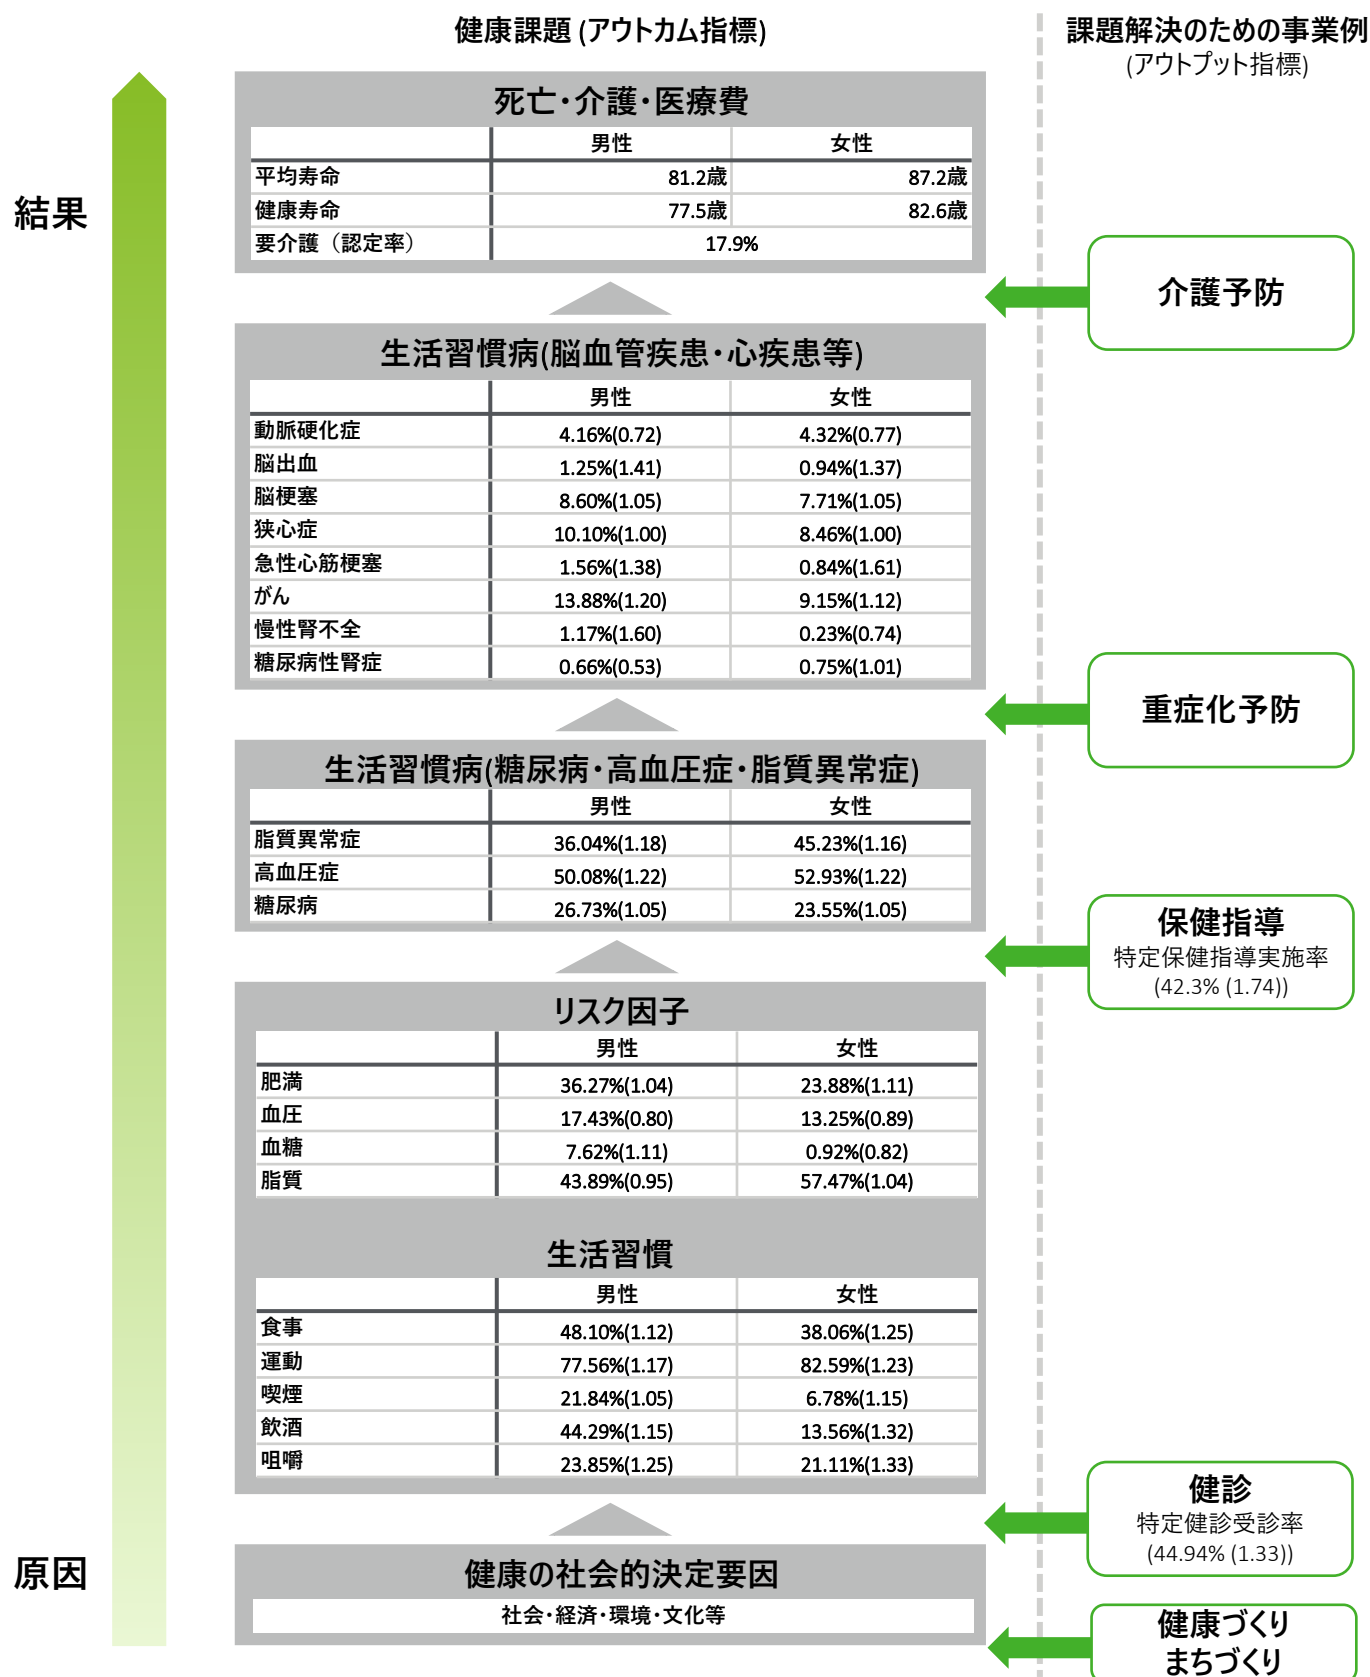 健康課題 (アウトカム指標)
課題解決のための事業例
(アウトプット指標)
結果
死亡・介護・医療費
男性 女性
平均寿命 81.2歳 87.2歳
健康寿命 77.5歳 82.6歳
要介護（認定率） 17.9%
介護予防
生活習慣病(脳血管疾患・心疾患等)
男性 女性
動脈硬化症 4.16%(0.72) 4.32%(0.77)
脳出血 1.25%(1.41) 0.94%(1.37)
脳梗塞 8.60%(1.05) 7.71%(1.05)
狭心症 10.10%(1.00) 8.46%(1.00)
急性心筋梗塞 1.56%(1.38) 0.84%(1.61)
がん 13.88%(1.20) 9.15%(1.12)
慢性腎不全 1.17%(1.60) 0.23%(0.74)
糖尿病性腎症 0.66%(0.53) 0.75%(1.01)
重症化予防
生活習慣病(糖尿病・高血圧症・脂質異常症)
男性 女性
脂質異常症 36.04%(1.18) 45.23%(1.16)
高血圧症 50.08%(1.22) 52.93%(1.22)
糖尿病 26.73%(1.05) 23.55%(1.05)
保健指導
特定保健指導実施率
(42.3% (1.74))
リスク因子
男性 女性
肥満 36.27%(1.04) 23.88%(1.11)
血圧 17.43%(0.80) 13.25%(0.89)
血糖 7.62%(1.11) 0.92%(0.82)
脂質 43.89%(0.95) 57.47%(1.04)
生活習慣
男性 女性
食事 48.10%(1.12) 38.06%(1.25)
運動 77.56%(1.17) 82.59%(1.23)
喫煙 21.84%(1.05) 6.78%(1.15)
飲酒 44.29%(1.15) 13.56%(1.32)
咀嚼 23.85%(1.25) 21.11%(1.33)
健診
特定健診受診率
(44.94% (1.33))
原因
健康の社会的決定要因
社会・経済・環境・文化等
健康づくり
まちづくり